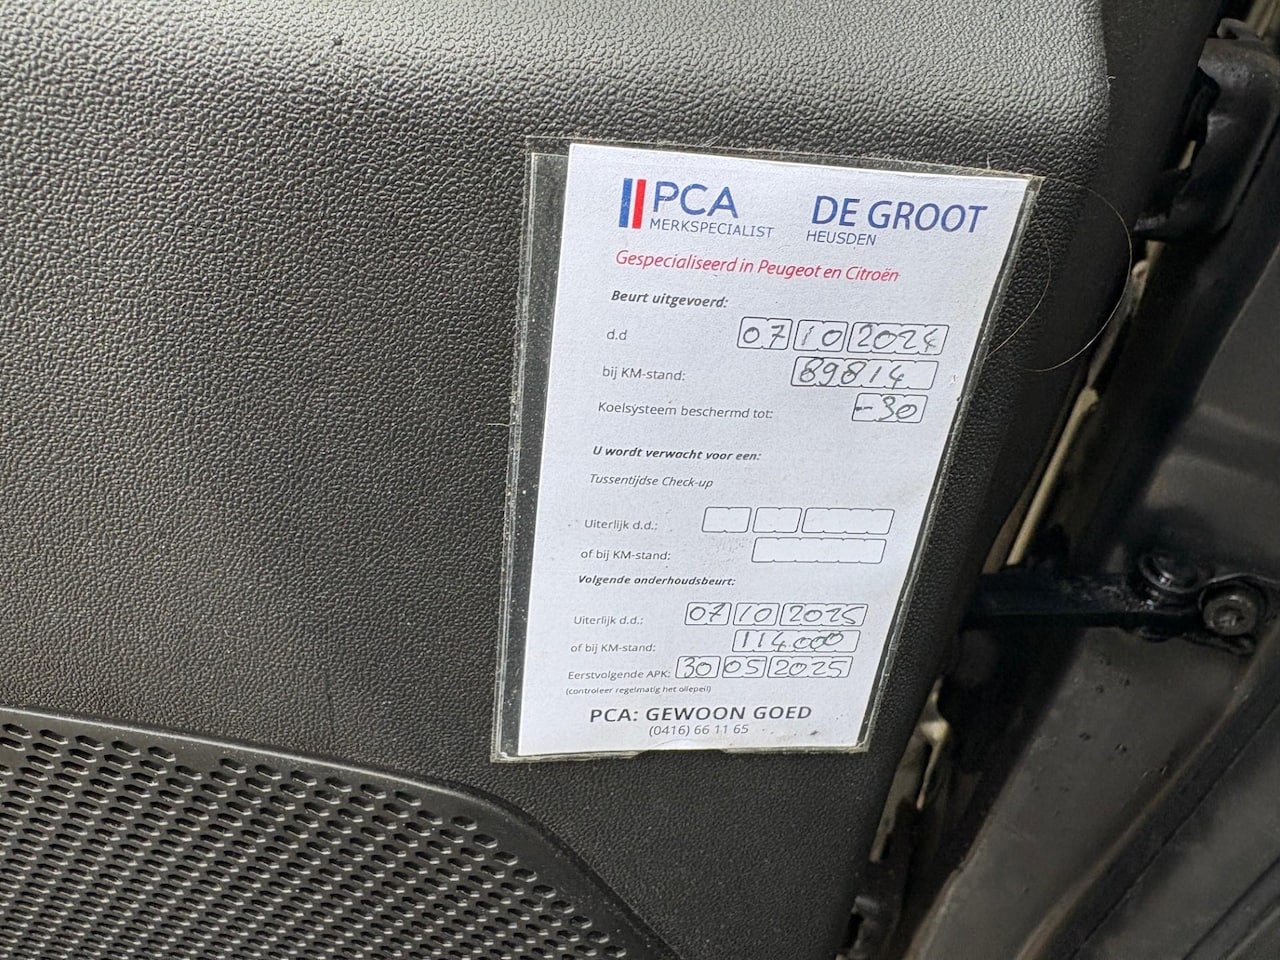 PCA
MERKSPECIALIST
DE GROOT
HEUSDEN
Gespecialiseerd in Peugeot en Citroën
Beurt uitgevoerd:
d.d 07 10 2024
bij KM-stand: 89814
Koelsysteem beschermd tot: -30
U wordt verwacht voor een:
Tussentijdse Check-up
Uiterlijk d.d.:
of bij KM-stand:
Volgende onderhoudsbeurt:
Uiterlijk d.d.: 07 10 2025
of bij KM-stand: 114.000
Eerstvolgende APK: 30 05 2025
(controleer regelmatig het oliepeil)
PCA: GEWOON GOED
(0416) 66 11 65